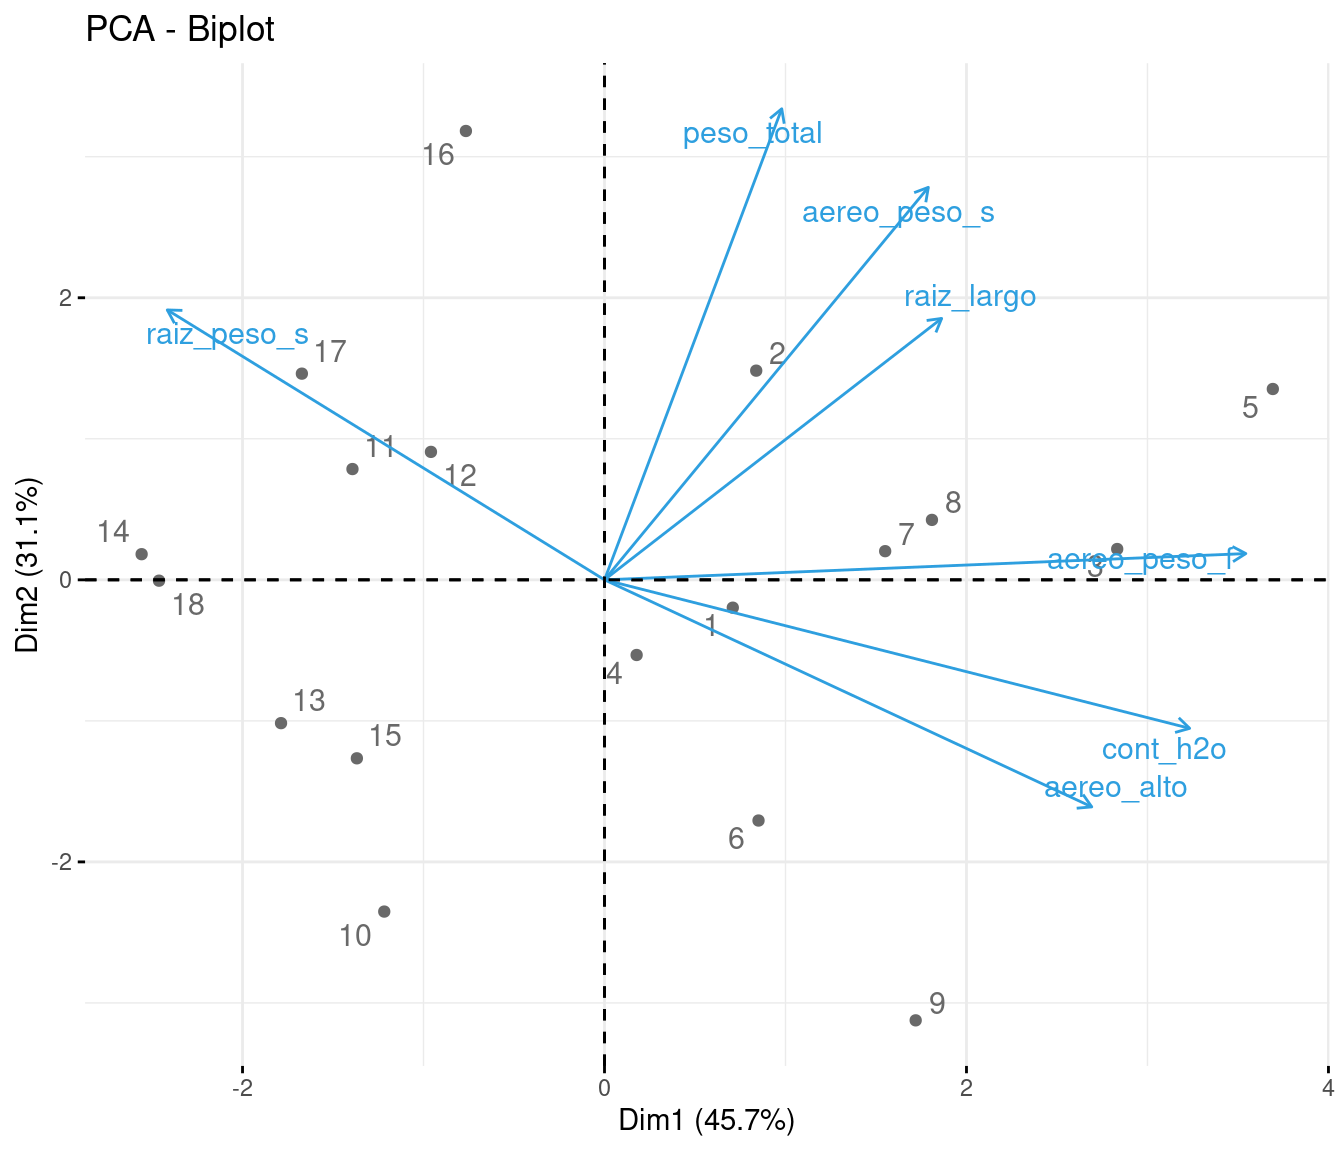 PCA - Biplot
peso_total
16
aereo_peso_s
raiz_largo
2
raiz_peso_s
17
2
5
11
12
8
14
7
aereo_peso_f
3
0
18
1
4
13
15
cont_h2o
aereo_alto
6
-2
10
9
-2
0
2
4
Dim1 (45.7%)
Dim2 (31.1%)